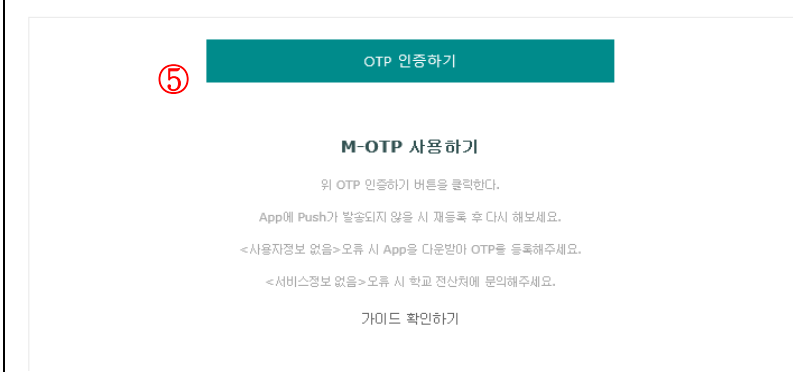 OTP 인증하기
⑤
M-OTP 사용하기
위 OTP 인증하기 버튼을 클릭한다.
App에 Push가 발송되지 않을 시 재등록 후 다시 해보세요.
<사용자정보 없음>오류 시 App을 다운받아 OTP를 등록해주세요.
<서비스정보 없음>오류 시 학교 전산처에 문의해주세요.
가이드 확인하기